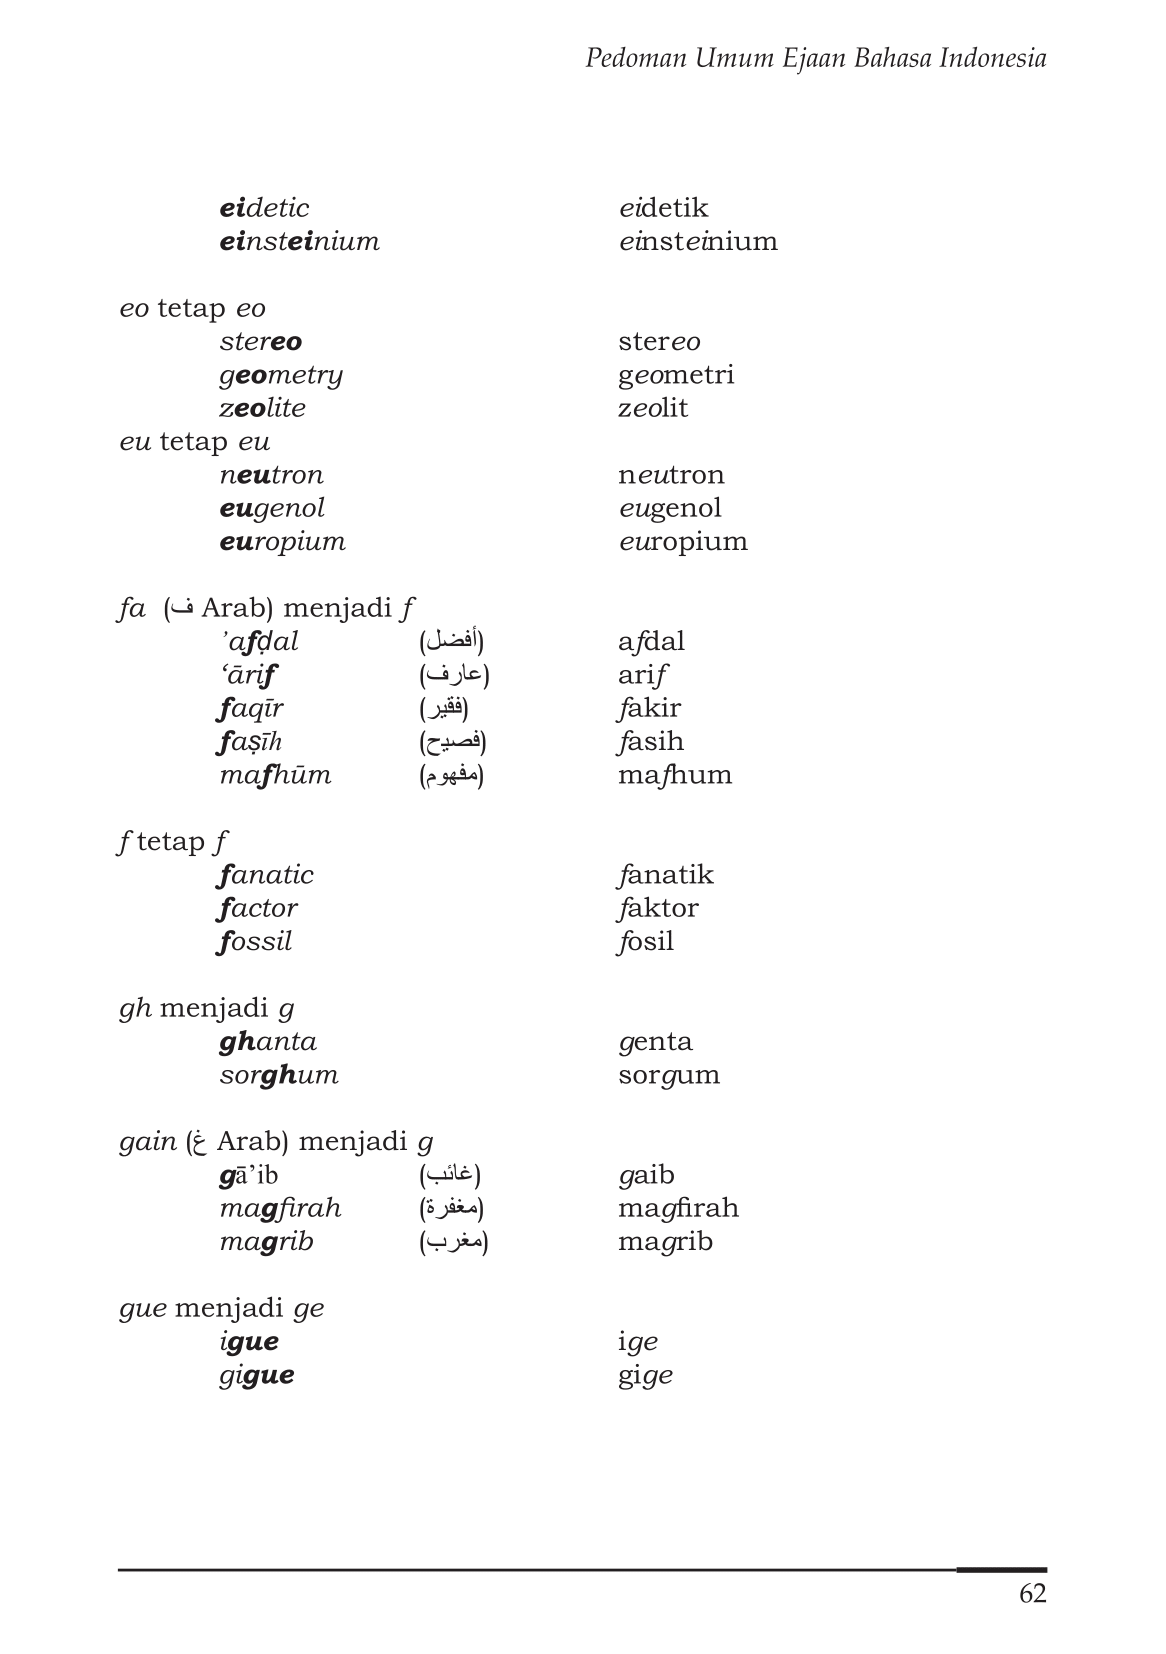 Pedoman Umum Ejaan Bahasa Indonesia
eidetic eidetik
einsteinium einsteinium
eo tetap eo
stereo stereo
geometry geometri
zeolite zeolit
eu tetap eu
neutron neutron
eugenol eugenol
europium europium
fa (ف Arab) menjadi f
’afḍal (أفضل) afdal
‘ārif (عارف) arif
faqīr (فقير) fakir
faṣīh (فصيح) fasih
mafhūm (مفهوم) mafhum
f tetap f
fanatic fanatik
factor faktor
fossil fosil
gh menjadi g
ghanta genta
sorghum sorgum
gain (غ Arab) menjadi g
gā’ib (غائب) gaib
magfirah (مغفرة) magfirah
magrib (مغرب) magrib
gue menjadi ge
igue ige
gigue gige
62